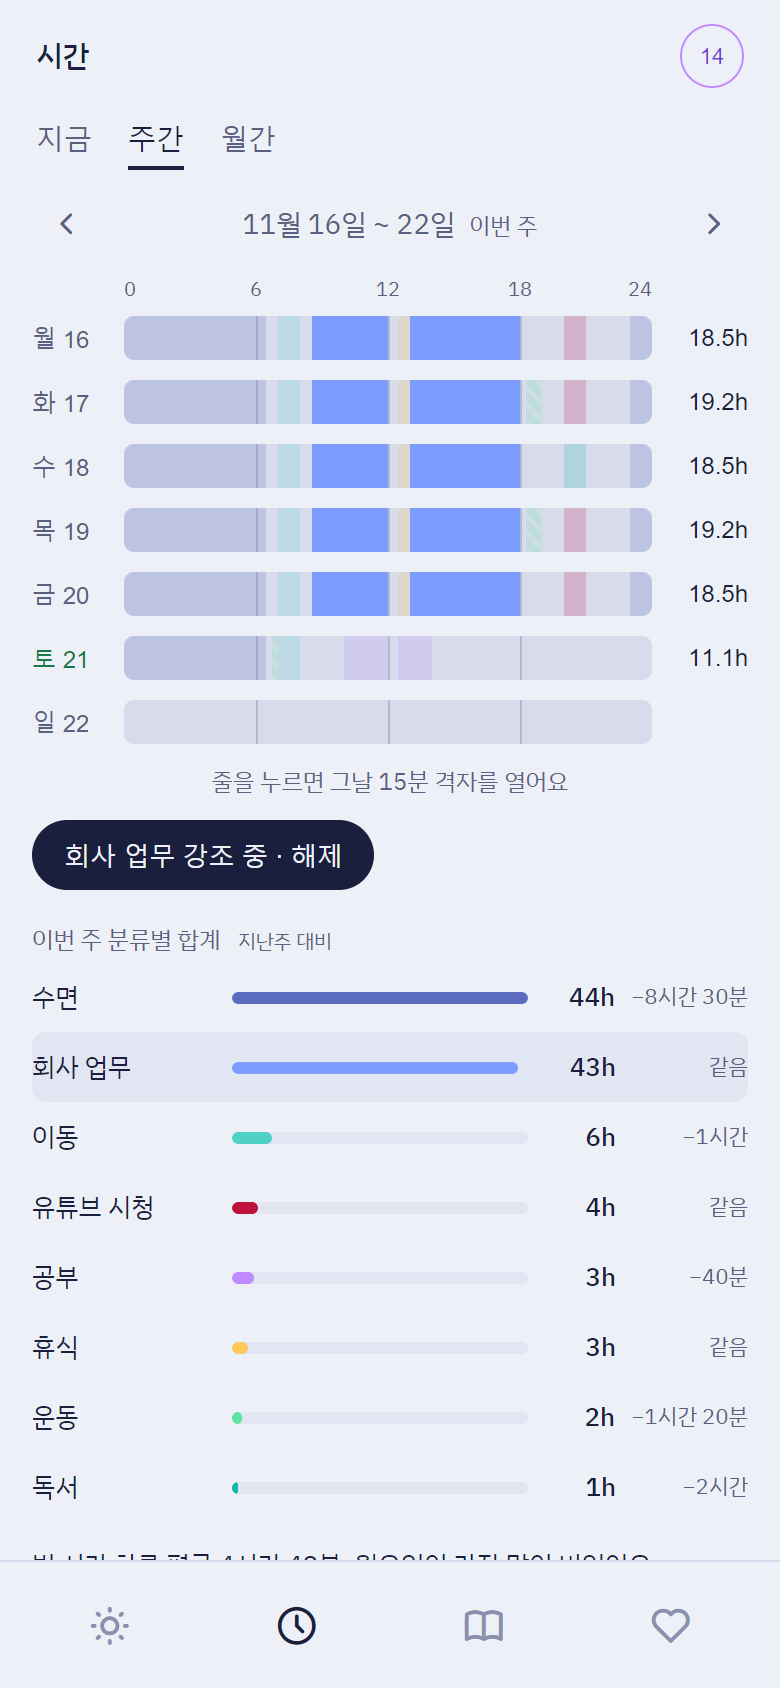 시간
14
지금 주간 월간
11월 16일 ~ 22일 이번 주
0 6 12 18 24
월 16 18.5h
화 17 19.2h
수 18 18.5h
목 19 19.2h
금 20 18.5h
토 21 11.1h
일 22
줄을 누르면 그날 15분 격자를 열어요
회사 업무 강조 중 · 해제
이번 주 분류별 합계 지난주 대비
수면 44h −8시간 30분
회사 업무 43h 같음
이동 6h −1시간
유튜브 시청 4h 같음
공부 3h −40분
휴식 3h 같음
운동 2h −1시간 20분
독서 1h −2시간